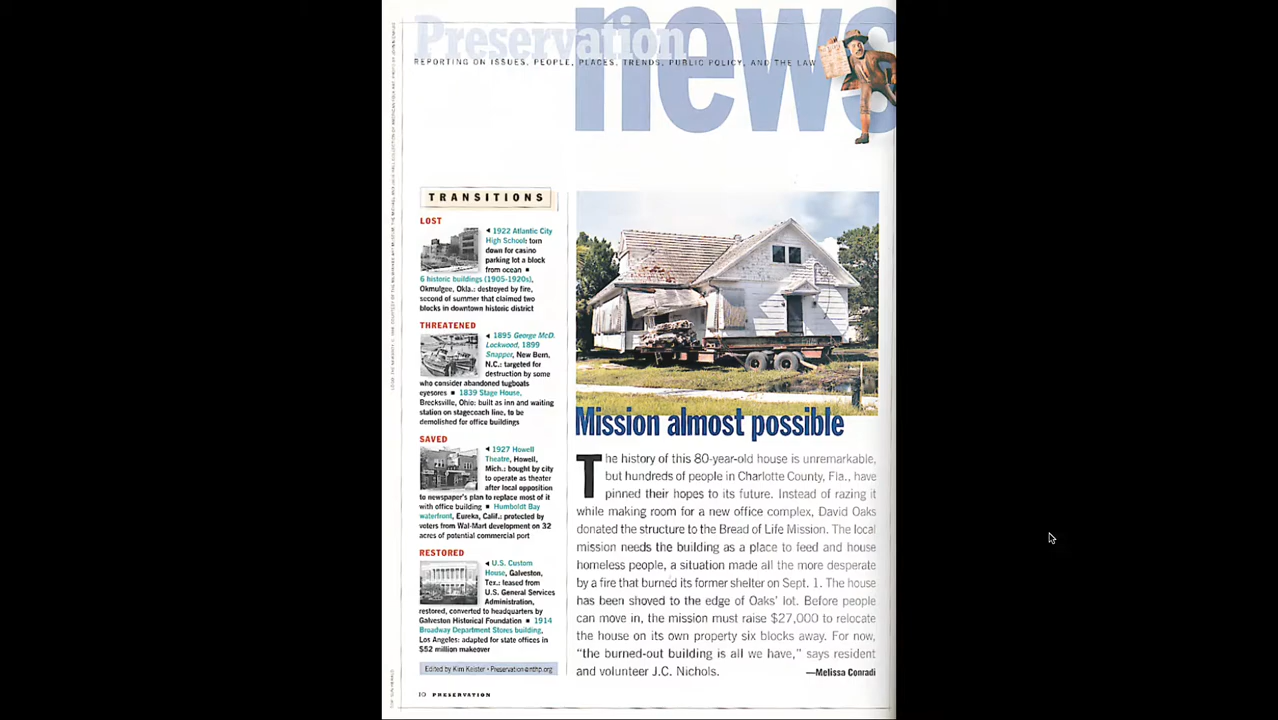 Preservation
news
REPORTING ON ISSUES, PEOPLE, PLACES, TRENDS, PUBLIC POLICY, AND THE LAW
TRANSITIONS
LOST
◀ 1922 Atlantic City
High School: torn
down for casino
parking lot a block
from ocean ■
6 historic buildings (1905-1920s),
Okmulgee, Okla.: destroyed by fire,
second of summer that claimed two
blocks in downtown historic district
THREATENED
◀ 1895 George McD.
Lockwood, 1899
Snapper, New Bern,
N.C.: targeted for
destruction by some
who consider abandoned tugboats
eyesores ■ 1839 Stage House,
Brecksville, Ohio: built as inn and waiting
station on stagecoach line, to be
demolished for office buildings
SAVED
◀ 1927 Howell
Theatre, Howell,
Mich.: bought by city
to operate as theater
after local opposition
to newspaper's plan to replace most of it
with office building ■ Humboldt Bay
waterfront, Eureka, Calif.: protected by
voters from Wal-Mart development on 32
acres of potential commercial port
RESTORED
◀ U.S. Custom
House, Galveston,
Tex.: leased from
U.S. General Services
Administration,
restored, converted to headquarters by
Galveston Historical Foundation ■ 1914
Broadway Department Stores building,
Los Angeles: adapted for state offices in
$52 million makeover
Edited by Kim Keister • Preservation@nthp.org
Mission almost possible
The history of this 80-year-old house is unremarkable,
but hundreds of people in Charlotte County, Fla., have
pinned their hopes to its future. Instead of razing it
while making room for a new office complex, David Oaks
donated the structure to the Bread of Life Mission. The local
mission needs the building as a place to feed and house
homeless people, a situation made all the more desperate
by a fire that burned its former shelter on Sept. 1. The house
has been shoved to the edge of Oaks' lot. Before people
can move in, the mission must raise $27,000 to relocate
the house on its own property six blocks away. For now,
"the burned-out building is all we have," says resident
and volunteer J.C. Nichols.
—Melissa Conradi
10 PRESERVATION